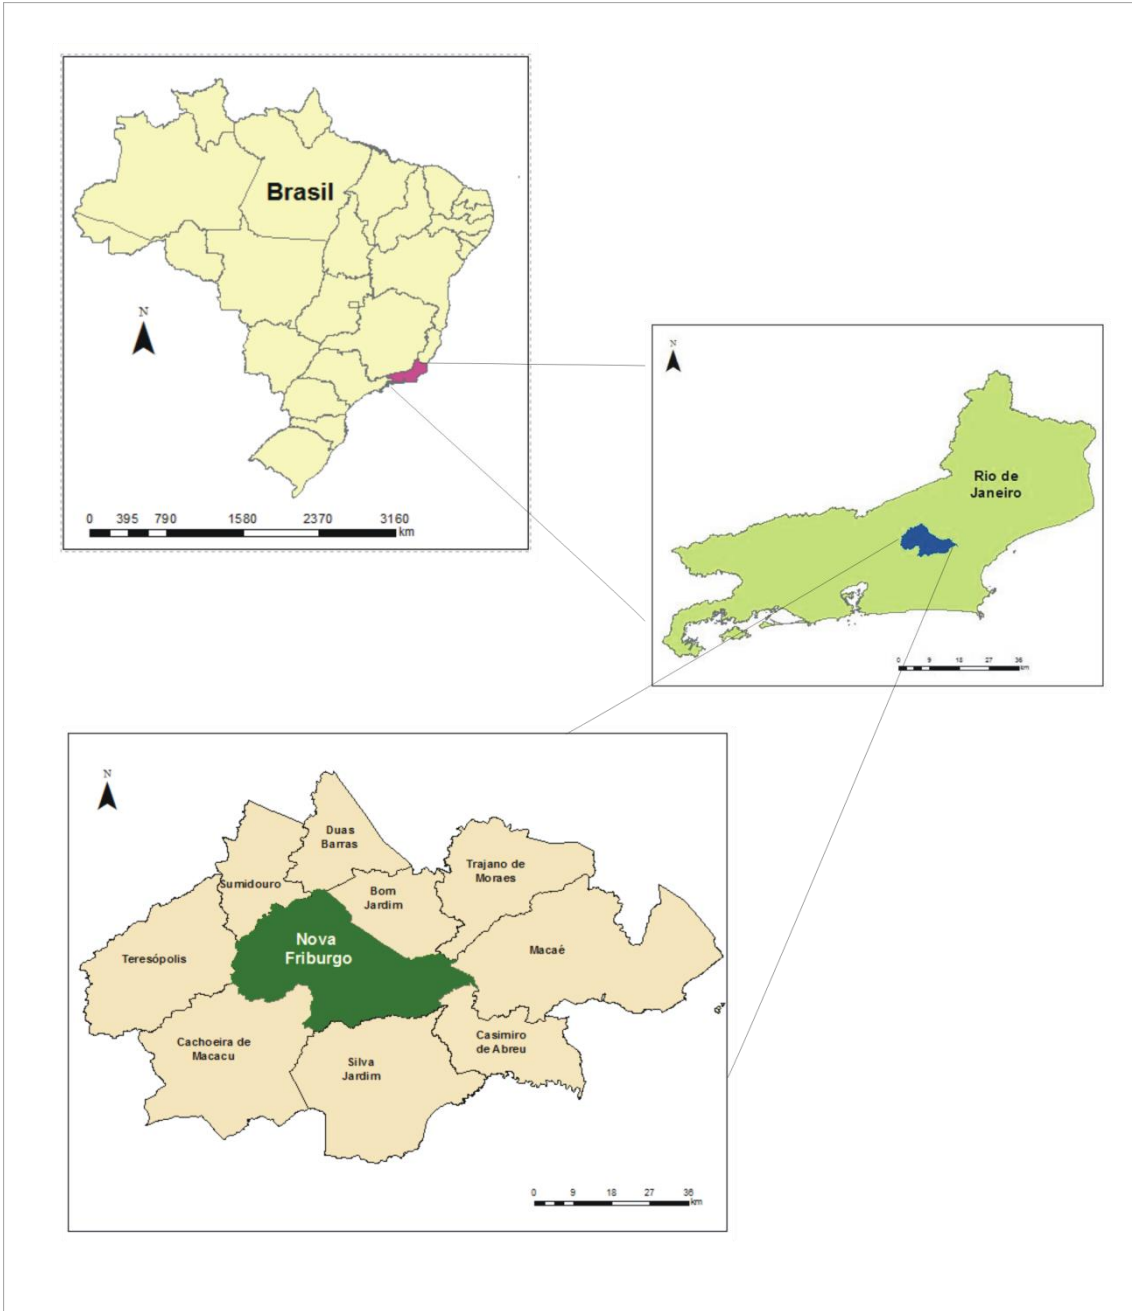 Brasil
N
0 395 790 1580 2370 3160
km
N
Rio de
Janeiro
0 9 18 27 36
km
N
Duas
Barras
Trajano de
Moraes
Sumidouro
Bom
Jardim
Nova
Friburgo
Macaé
Teresópolis
Cachoeira de
Macacu
Casimiro
de Abreu
Silva
Jardim
0 9 18 27 36
km